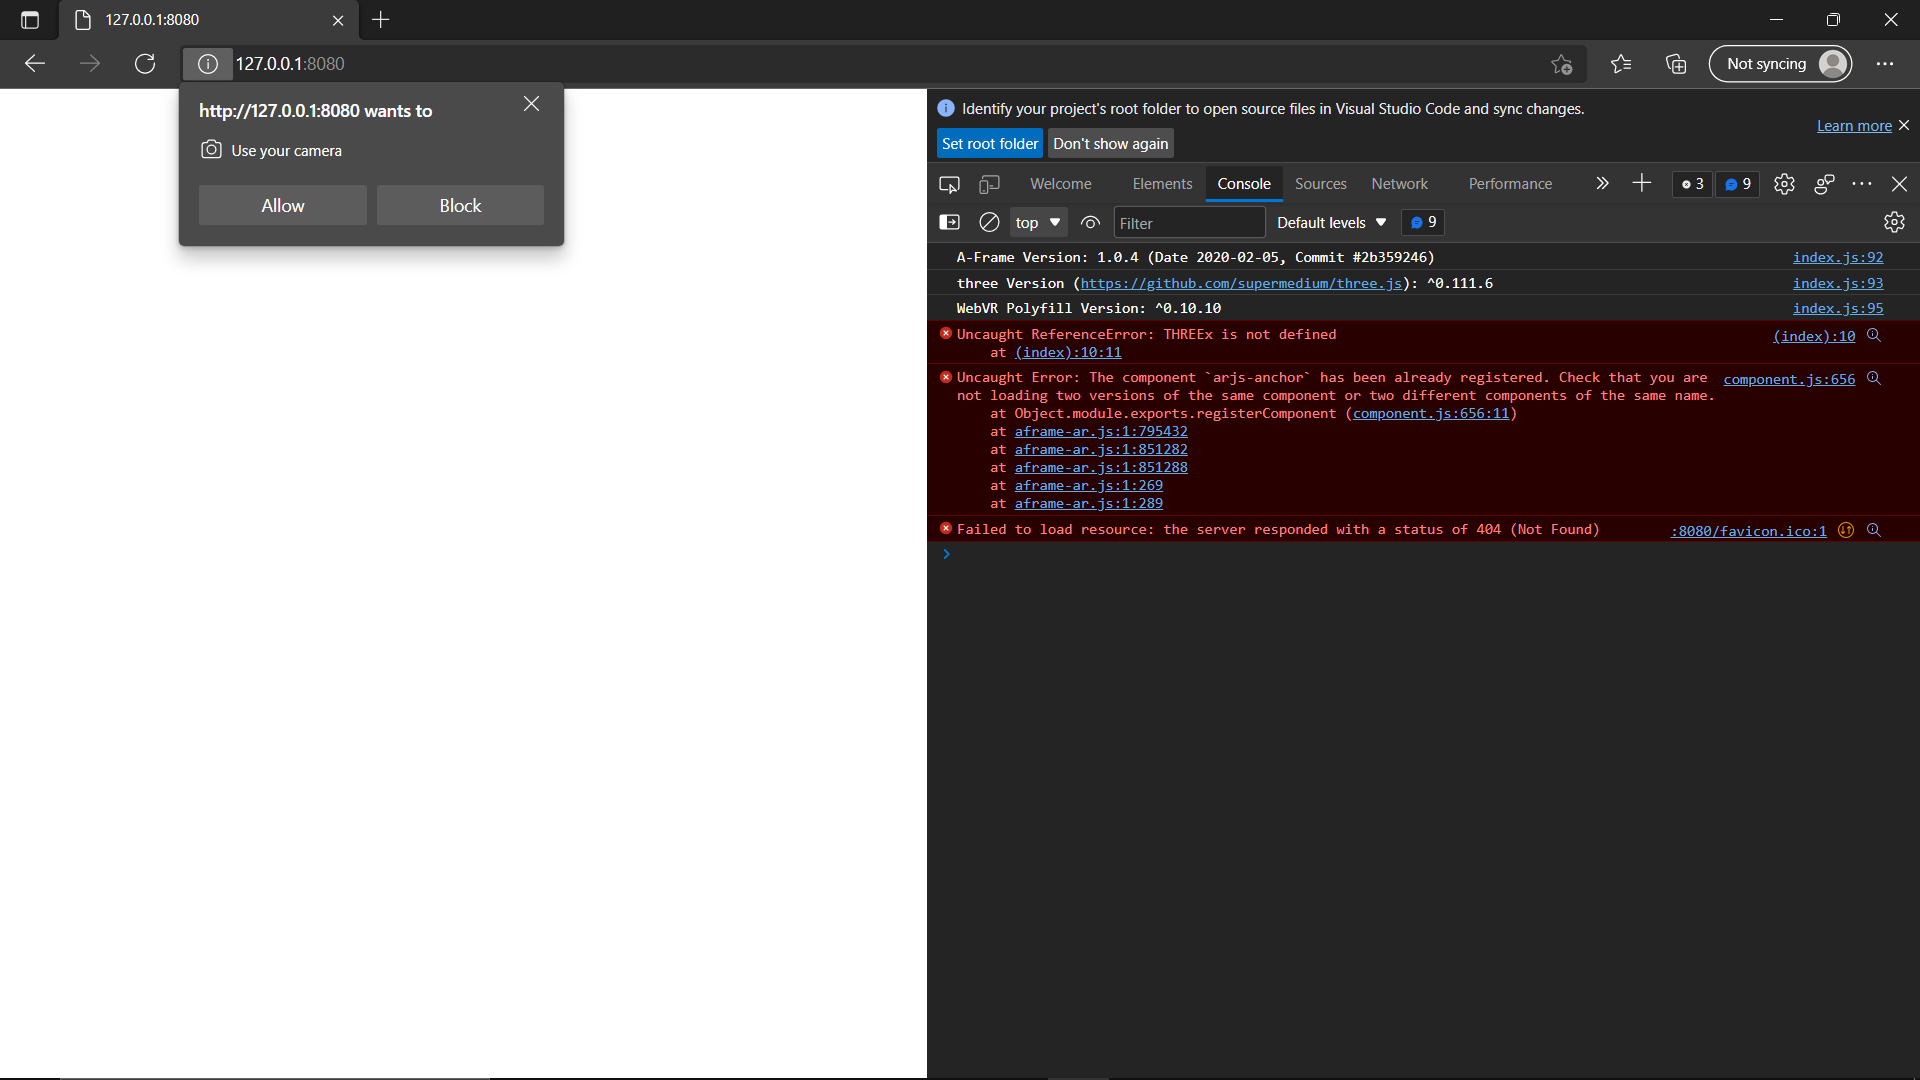 127.0.0.1:8080
127.0.0.1:8080
Not syncing
http://127.0.0.1:8080 wants to
Use your camera
Allow
Block
Identify your project's root folder to open source files in Visual Studio Code and sync changes.
Learn more
Set root folder
Don't show again
Welcome
Elements
Console
Sources
Network
Performance
3
9
top
Filter
Default levels
9
A-Frame Version: 1.0.4 (Date 2020-02-05, Commit #2b359246)
index.js:92
three Version (https://github.com/supermedium/three.js): ^0.111.6
index.js:93
WebVR Polyfill Version: ^0.10.10
index.js:95
Uncaught ReferenceError: THREEx is not defined
(index):10
at (index):10:11
Uncaught Error: The component `arjs-anchor` has been already registered. Check that you are
component.js:656
not loading two versions of the same component or two different components of the same name.
at Object.module.exports.registerComponent (component.js:656:11)
at aframe-ar.js:1:795432
at aframe-ar.js:1:851282
at aframe-ar.js:1:851288
at aframe-ar.js:1:269
at aframe-ar.js:1:289
Failed to load resource: the server responded with a status of 404 (Not Found)
:8080/favicon.ico:1